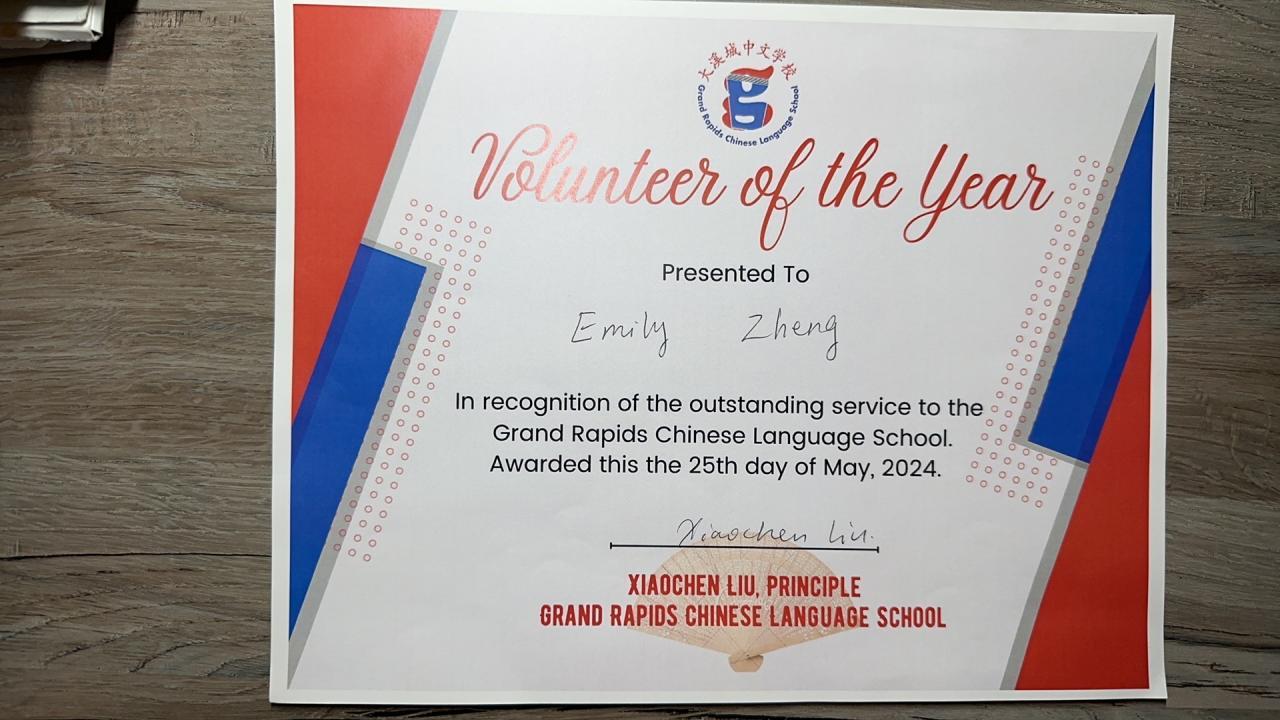 大溪城中文学校
Grand Rapids Chinese Language School
Volunteer of the Year
Presented To
Emily Zheng
In recognition of the outstanding service to the
Grand Rapids Chinese Language School.
Awarded this the 25th day of May, 2024.
Xiaochen Liu.
XIAOCHEN LIU, PRINCIPLE
GRAND RAPIDS CHINESE LANGUAGE SCHOOL